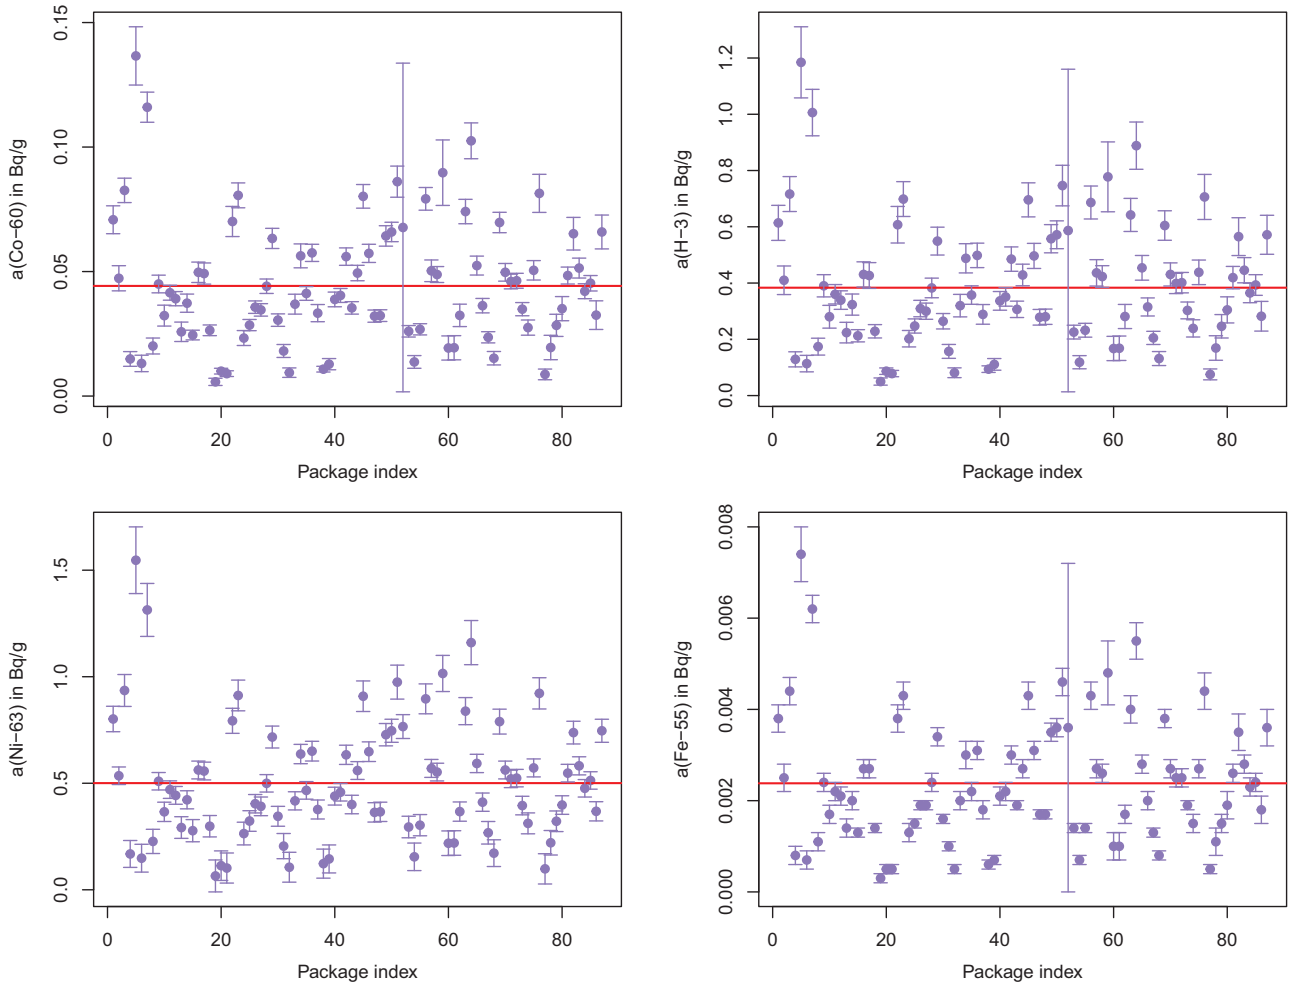 a(Co−60) in Bq/g
0.00 0.05 0.10 0.15
0 20 40 60 80
Package index
a(H−3) in Bq/g
0.0 0.2 0.4 0.6 0.8 1.0 1.2
0 20 40 60 80
Package index
a(Ni−63) in Bq/g
0.0 0.5 1.0 1.5
0 20 40 60 80
Package index
a(Fe−55) in Bq/g
0.000 0.002 0.004 0.006 0.008
0 20 40 60 80
Package index